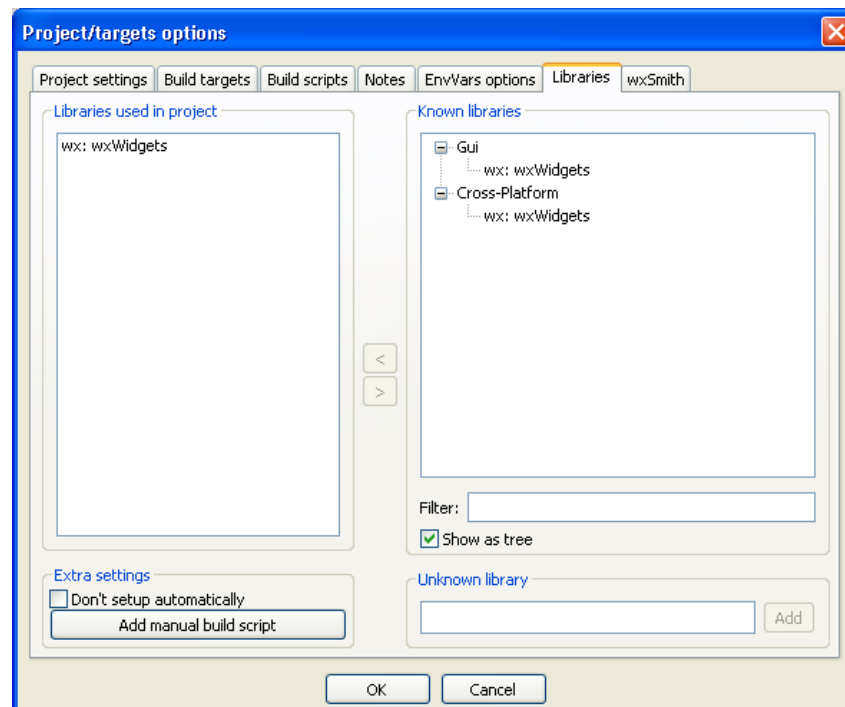 Project/targets options
Project settings Build targets Build scripts Notes EnvVars options Libraries wxSmith
Libraries used in project
wx: wxWidgets
Known libraries
Gui
wx: wxWidgets
Cross-Platform
wx: wxWidgets
<
>
Filter:
Show as tree
Extra settings
Don't setup automatically
Add manual build script
Unknown library
Add
OK Cancel